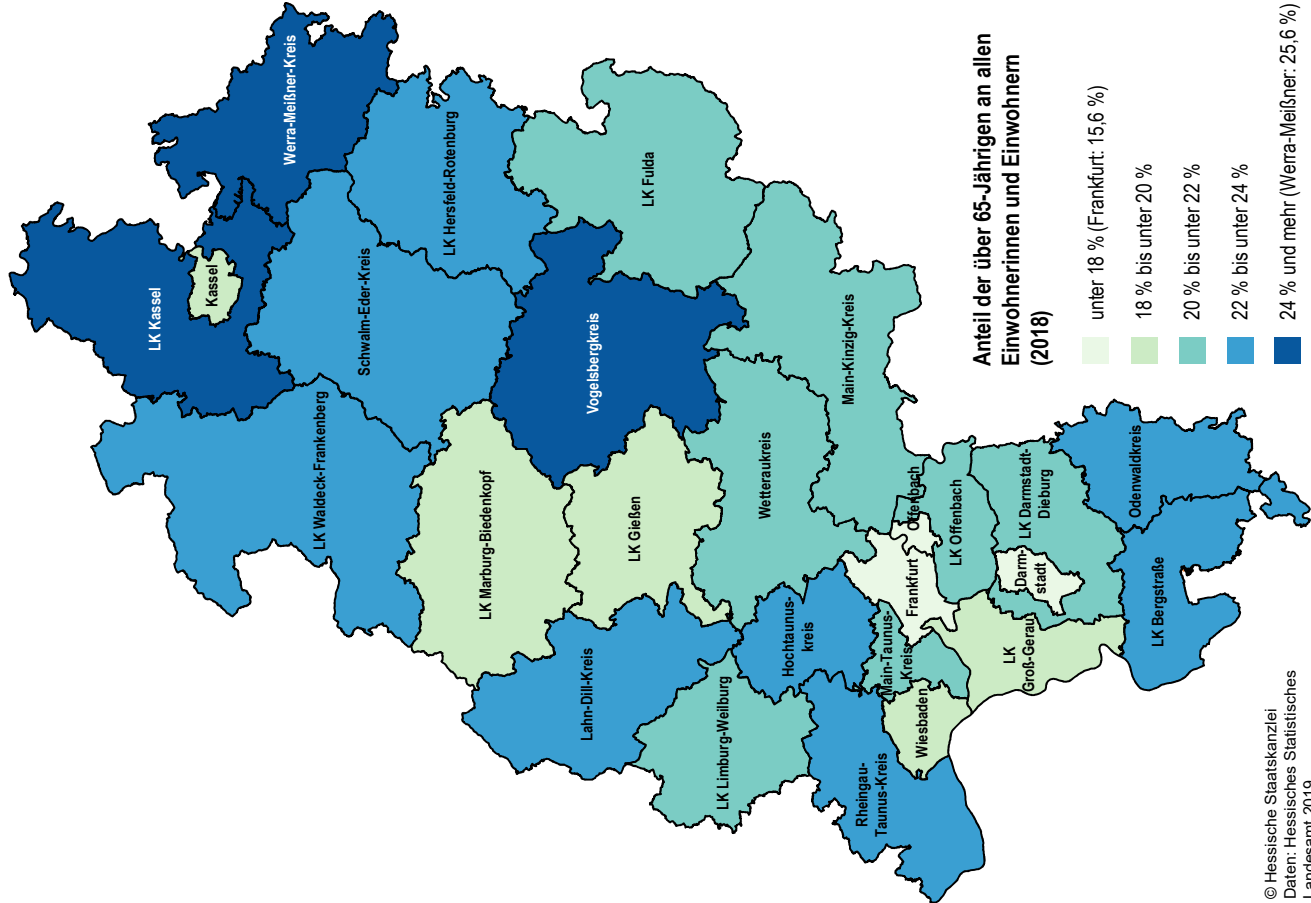 Werra-Meißner-Kreis
LK Kassel
Kassel
LK Hersfeld-Rotenburg
Schwalm-Eder-Kreis
LK Waldeck-Frankenberg
LK Fulda
Vogelsbergkreis
LK Marburg-Biedenkopf
LK Gießen
Lahn-Dill-Kreis
Main-Kinzig-Kreis
Wetteraukreis
LK Limburg-Weilburg
Hochtaunus-
kreis
Rheingau-
Taunus-Kreis
Main-Taunus-
Kreis
Wiesbaden
Frankfurt
Offenbach
LK Offenbach
LK
Groß-Gerau
Darm-
stadt
LK Darmstadt-
Dieburg
Odenwaldkreis
LK Bergstraße
Anteil der über 65-Jährigen an allen
Einwohnerinnen und Einwohnern
(2018)
unter 18 % (Frankfurt: 15,6 %)
18 % bis unter 20 %
20 % bis unter 22 %
22 % bis unter 24 %
24 % und mehr (Werra-Meißner: 25,6 %)
© Hessische Staatskanzlei
Daten: Hessisches Statistisches
Landesamt 2019